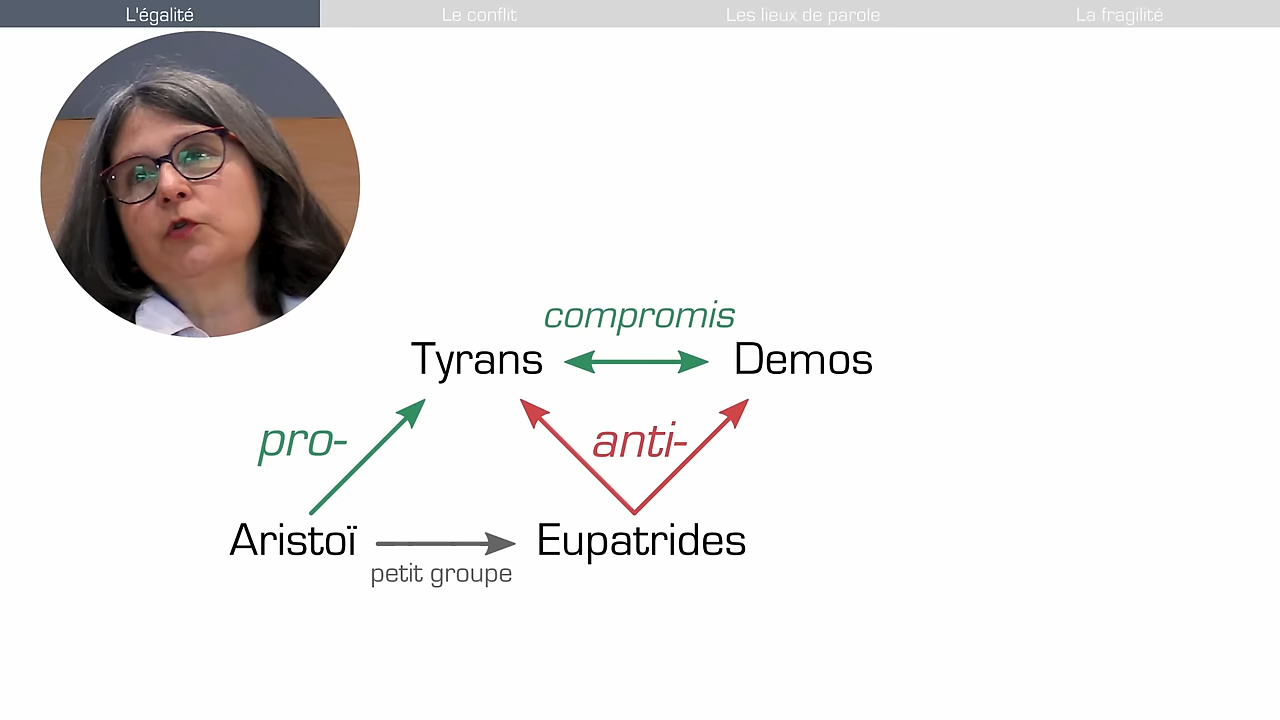 L'égalité
Le conflit
Les lieux de parole
La fragilité
compromis
Tyrans
Demos
pro-
anti-
Aristoï
Eupatrides
petit groupe